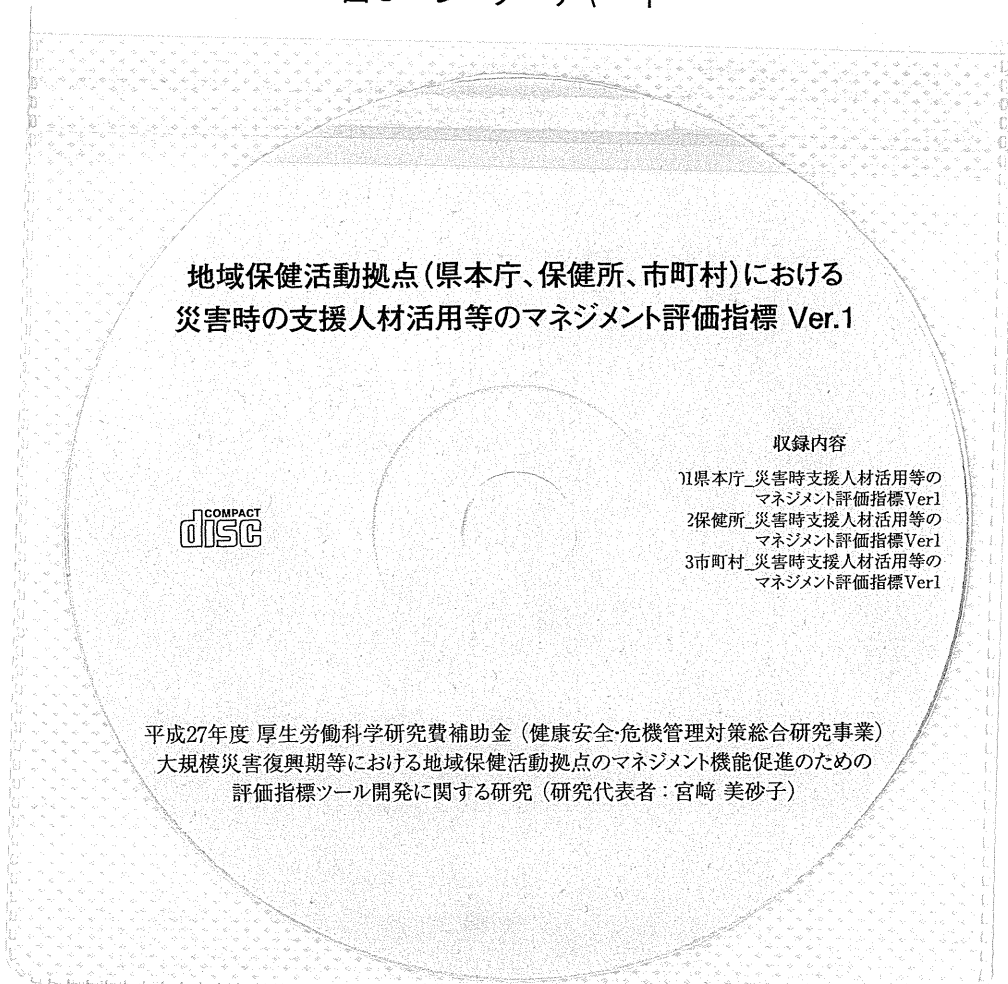 地域保健活動拠点(県本庁、保健所、市町村)における
災害時の支援人材活用等のマネジメント評価指標 Ver.1
収録内容
1県本庁_災害時支援人材活用等の
マネジメント評価指標Ver1
2保健所_災害時支援人材活用等の
マネジメント評価指標Ver1
3市町村_災害時支援人材活用等の
マネジメント評価指標Ver1
COMPACT
disc
平成27年度 厚生労働科学研究費補助金(健康安全・危機管理対策総合研究事業)
大規模災害復興期等における地域保健活動拠点のマネジメント機能促進のための
評価指標ツール開発に関する研究(研究代表者:宮﨑 美砂子)